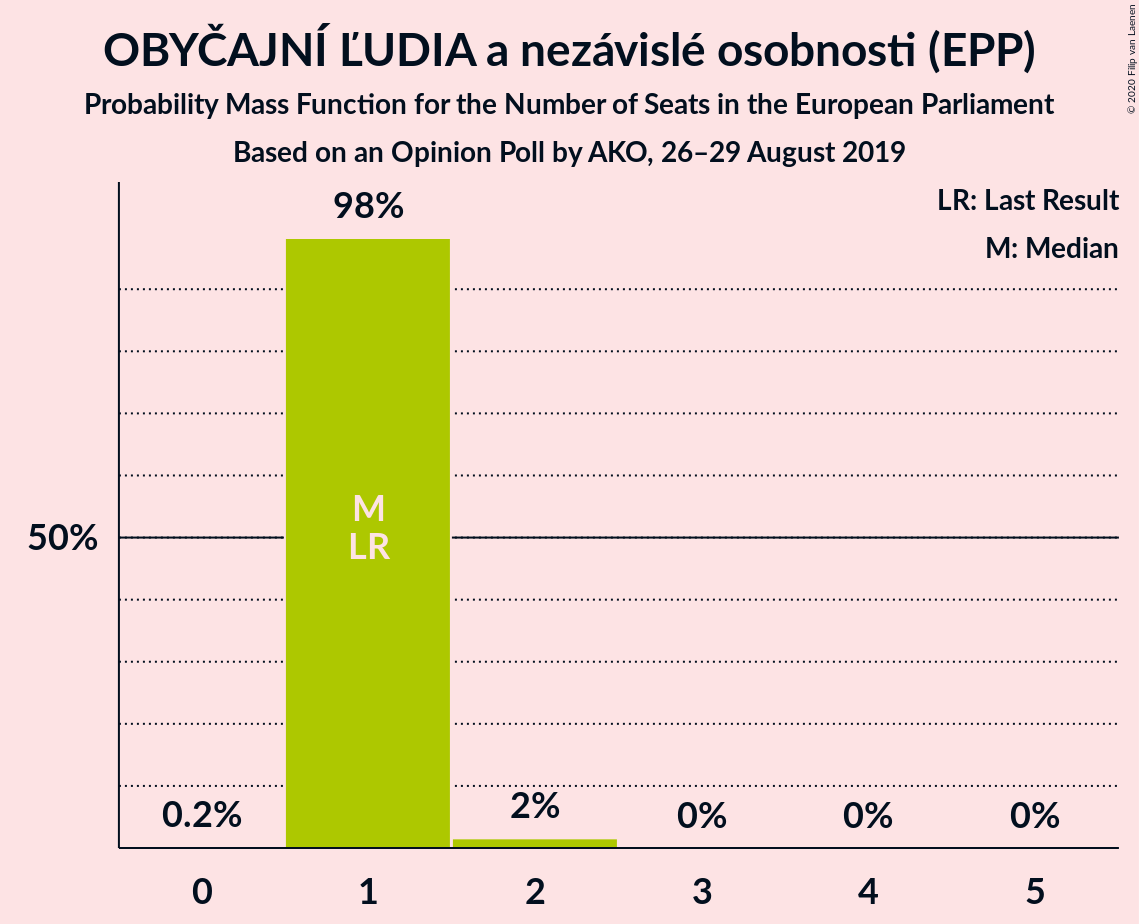 OBYČAJNÍ ĽUDIA a nezávislé osobnosti (EPP)
Probability Mass Function for the Number of Seats in the European Parliament
Based on an Opinion Poll by AKO, 26–29 August 2019
© 2020 Filip van Laenen
LR: Last Result
M: Median
98%
M
LR
50%
0.2%
2%
0%
0%
0%
0
1
2
3
4
5